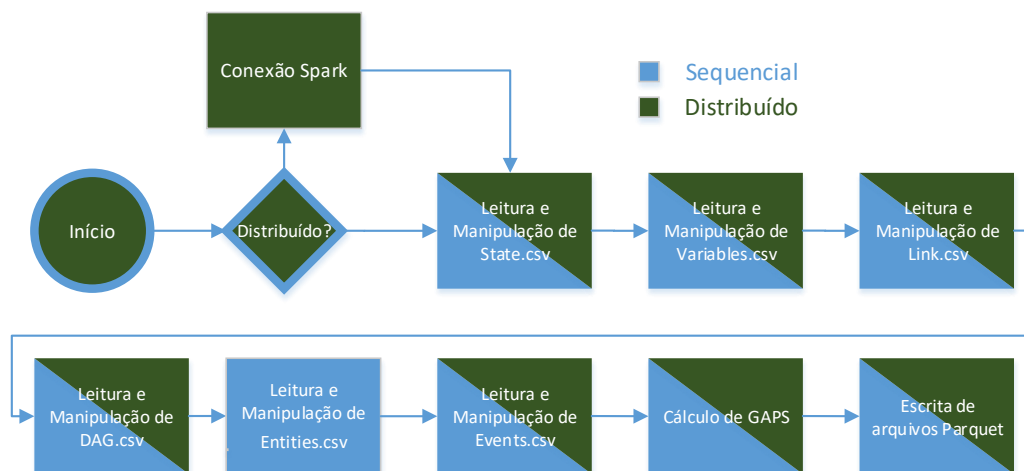 Conexão Spark
Sequencial
Distribuído
Início
Distribuído?
Leitura e
Manipulação de
State.csv
Leitura e
Manipulação de
Variables.csv
Leitura e
Manipulação de
Link.csv
Leitura e
Manipulação de
DAG.csv
Leitura e
Manipulação de
Entities.csv
Leitura e
Manipulação de
Events.csv
Cálculo de GAPS
Escrita de
arquivos Parquet